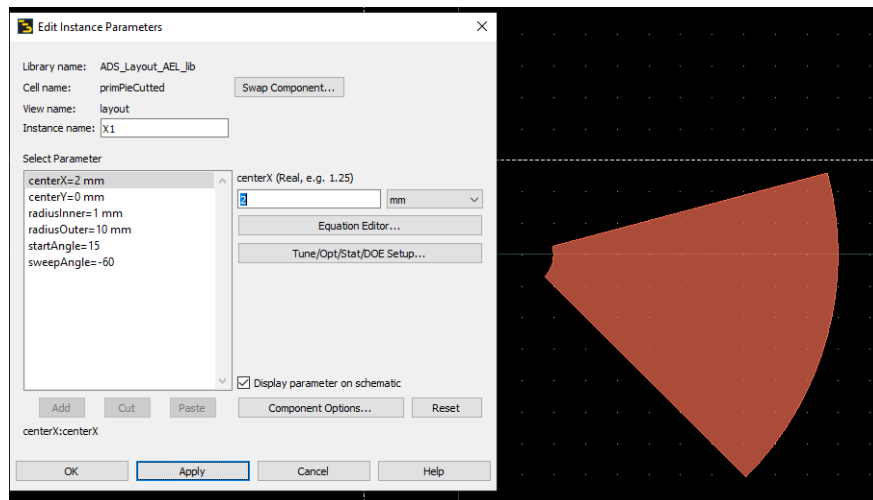 Edit Instance Parameters
Library name: ADS_Layout_AEL_lib
Cell name: primPieCutted Swap Component...
View name: layout
Instance name: X1
Select Parameter
centerX=2 mm
centerY=0 mm
radiusInner=1 mm
radiusOuter=10 mm
startAngle=15
sweepAngle=-60
centerX (Real, e.g. 1.25)
2 mm
Equation Editor...
Tune/Opt/Stat/DOE Setup...
Display parameter on schematic
Add Cut Paste Component Options... Reset
centerX:centerX
OK Apply Cancel Help